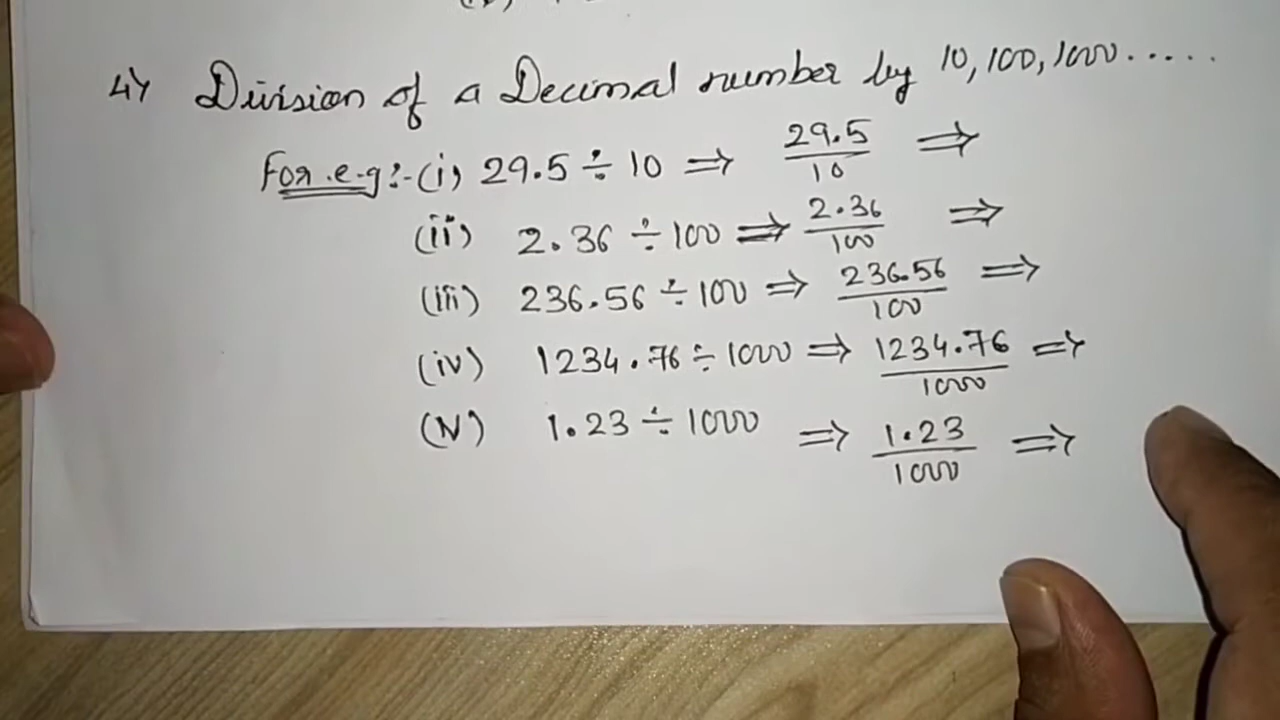 4) Division of a Decimal number by 10, 100, 1000.....
For e-g:- (i) 29.5 ÷ 10 ⇒ 29.5/10 ⇒
(ii) 2.36 ÷ 100 ⇒ 2.36/100 ⇒
(iii) 236.56 ÷ 100 ⇒ 236.56/100 ⇒
(iv) 1234.76 ÷ 1000 ⇒ 1234.76/1000 ⇒
(V) 1.23 ÷ 1000 ⇒ 1.23/1000 ⇒